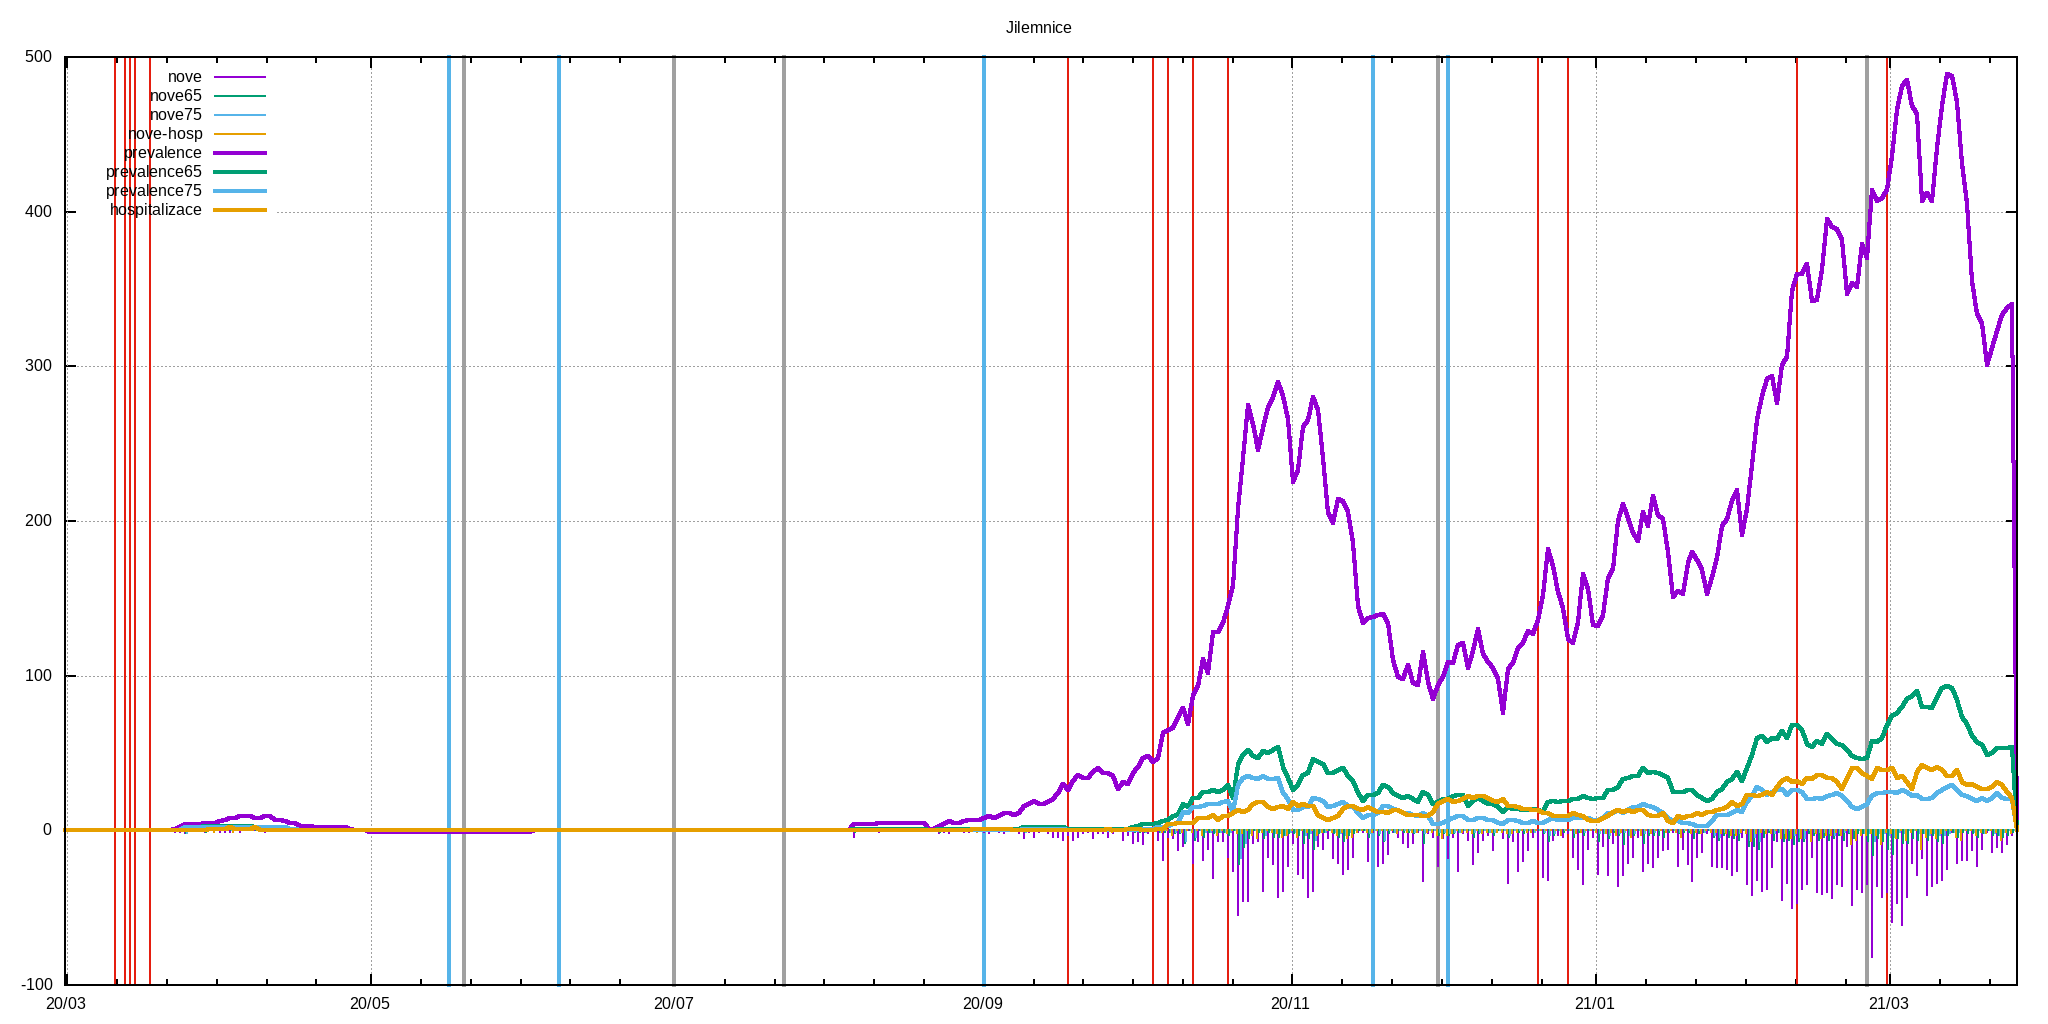 Jilemnice
500
400
300
200
100
0
-100
nove
nove65
nove75
nove-hosp
prevalence
prevalence65
prevalence75
hospitalizace
20/03 20/05 20/07 20/09 20/11 21/01 21/03